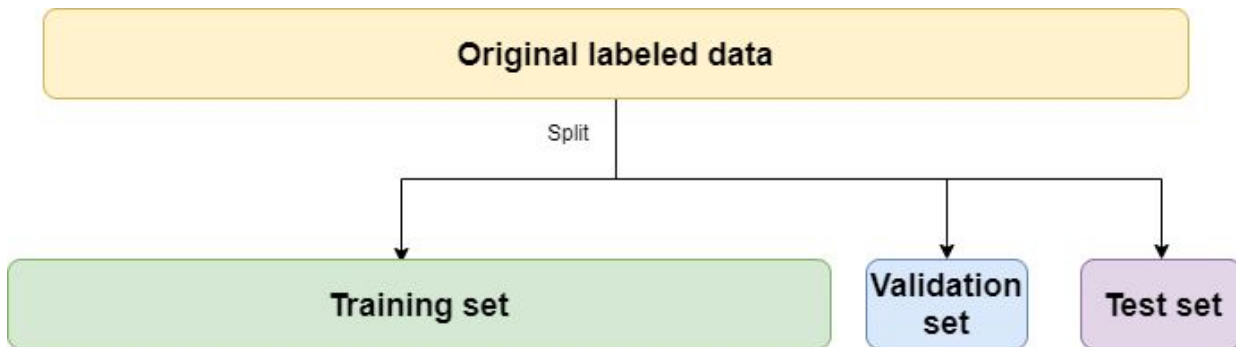 Original labeled data
Split
Training set
Validation
set
Test set